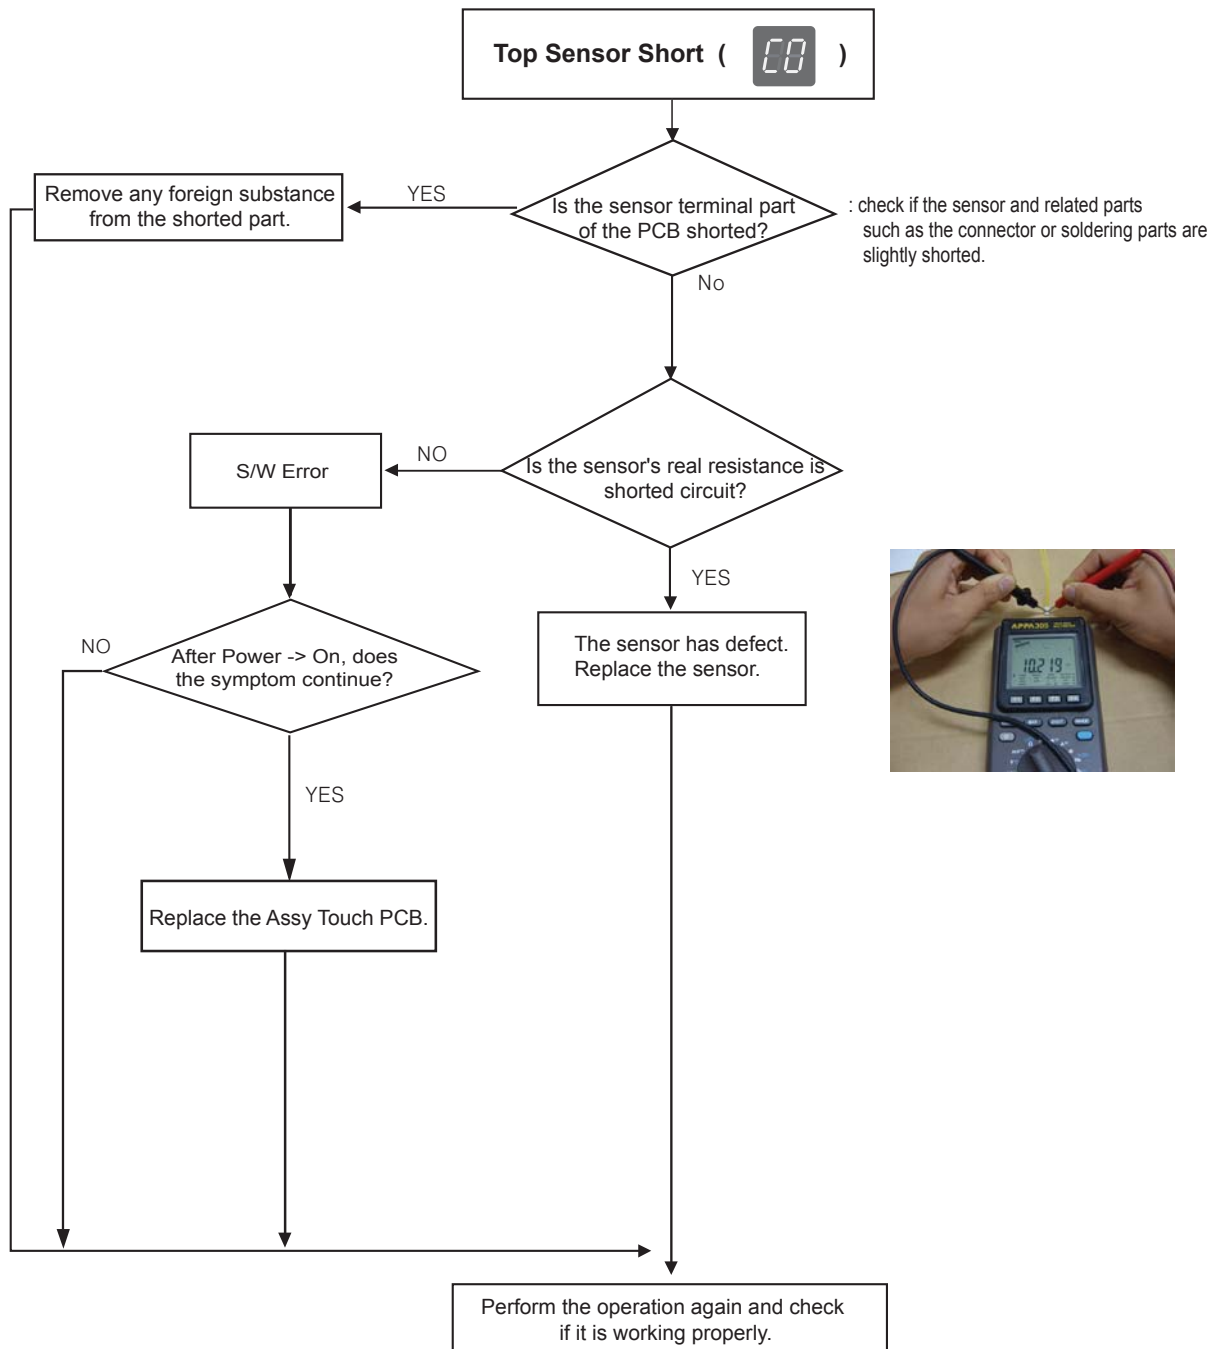 Top Sensor Short ( C0 )
Is the sensor terminal part
of the PCB shorted?
YES
Remove any foreign substance
from the shorted part.
: check if the sensor and related parts
such as the connector or soldering parts are
slightly shorted.
No
Is the sensor's real resistance is
shorted circuit?
NO
S/W Error
YES
The sensor has defect.
Replace the sensor.
After Power -> On, does
the symptom continue?
NO
YES
Replace the Assy Touch PCB.
APPA 305
10.219
Perform the operation again and check
if it is working properly.